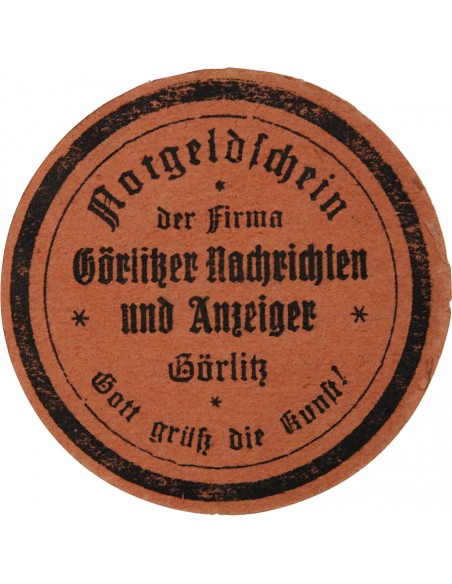 Notgeldschein
*
der Firma
Görlitzer Nachrichten
* und Anzeiger *
Görlitz
*
Gott grüß die Kunst!